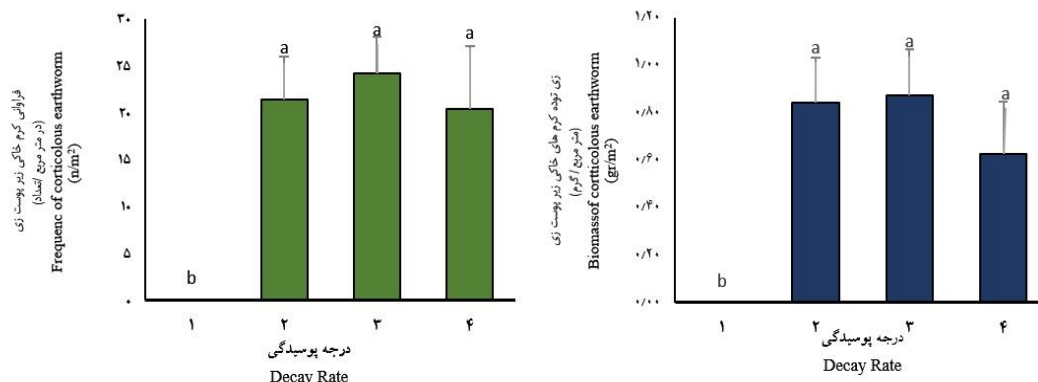 فراوانی کرم خاکی زیر پوست زی
(در متر مربع /تعداد)
Frequenc of corticolous earthworm
(n/m²)
۳۰
۲۵
۲۰
۱۵
۱۰
۵
۰
b
a
a
a
۱ ۲ ۳ ۴
درجه پوسیدگی
Decay Rate
زی توده کرم های خاکی زیر پوست زی
(متر مربع/ گرم)
Biomassof cortticolous earthworm
(gr/m²)
۱/۲۰
۱/۰۰
۰/۸۰
۰/۶۰
۰/۴۰
۰/۲۰
۰/۰۰
b
a
a
a
۱ ۲ ۳ ۴
درجه پوسیدگی
Decay Rate